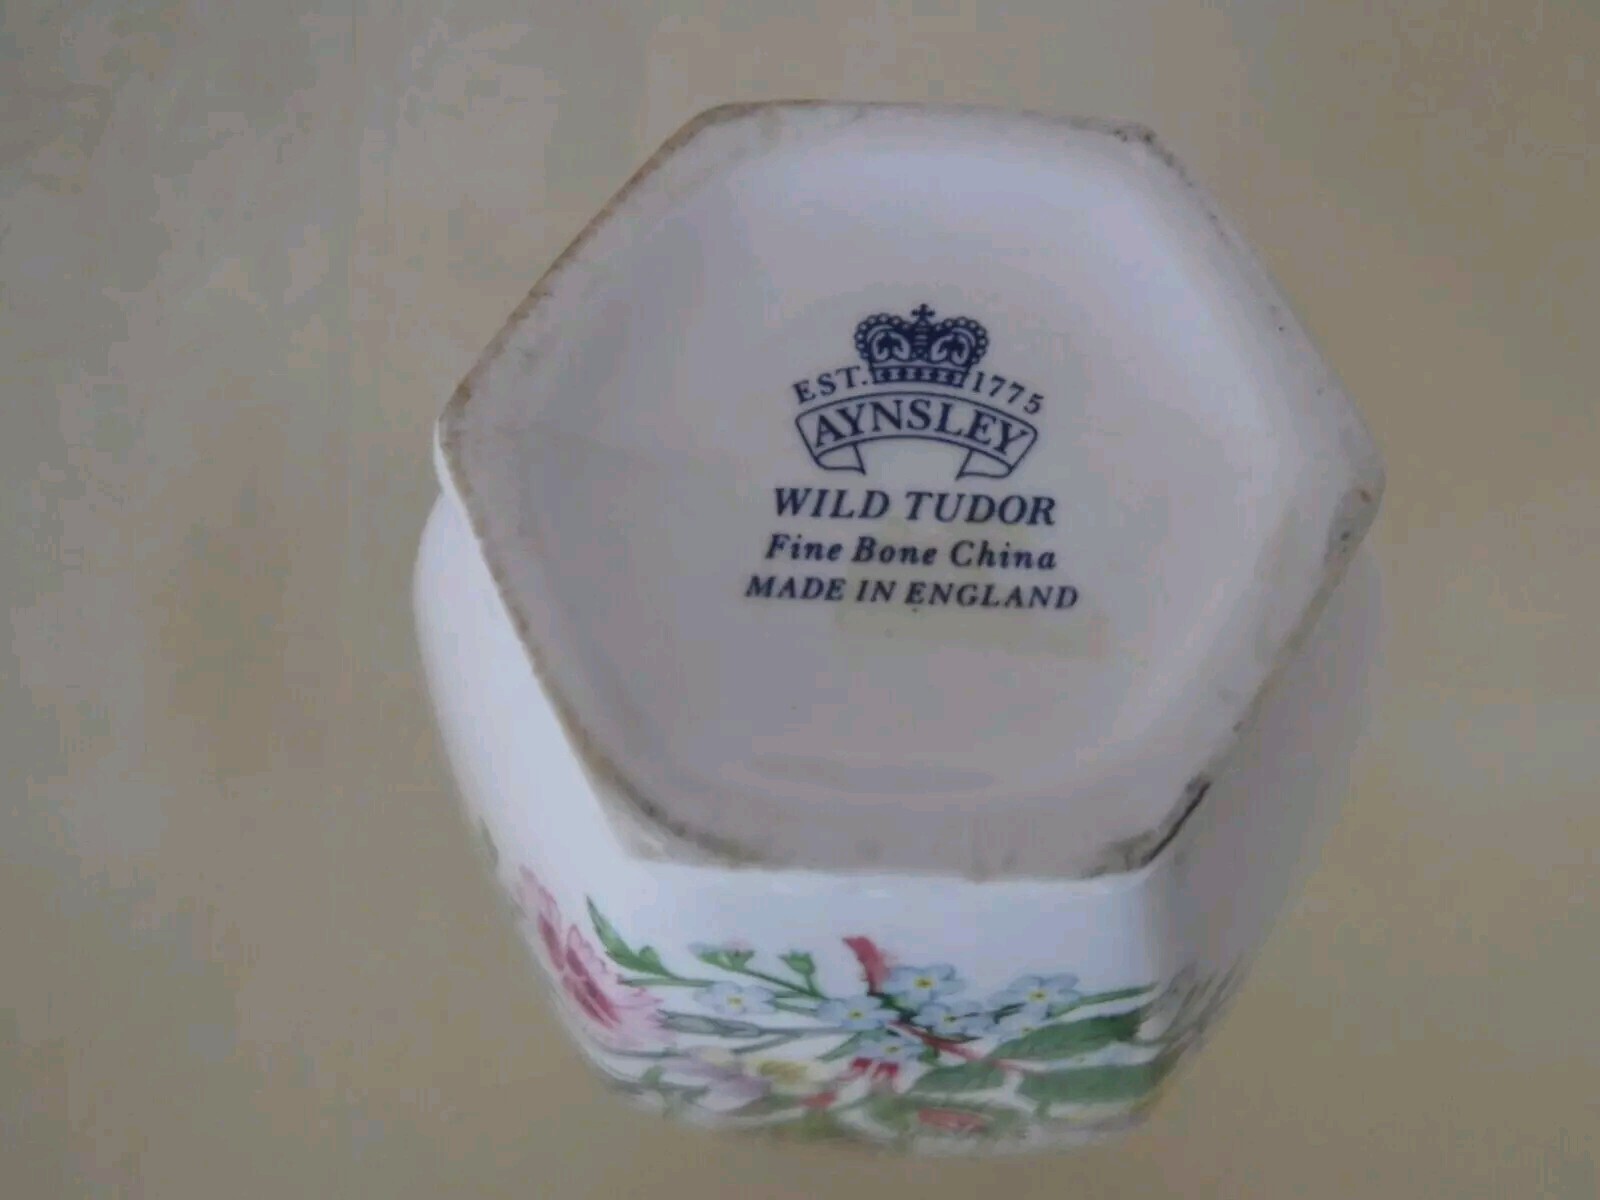 EST. 1775
AYNSLEY
WILD TUDOR
Fine Bone China
MADE IN ENGLAND